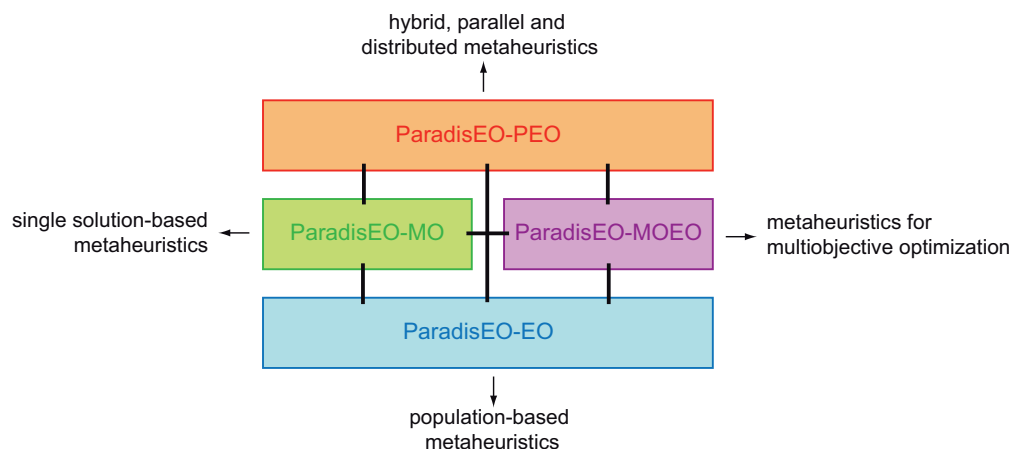 hybrid, parallel and
distributed metaheuristics
ParadisEO-PEO
single solution-based
metaheuristics
ParadisEO-MO
ParadisEO-MOEO
metaheuristics for
multiobjective optimization
ParadisEO-EO
population-based
metaheuristics